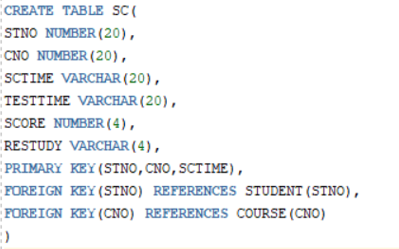 CREATE TABLE SC(
STNO NUMBER(20),
CNO NUMBER(20),
SCTIME VARCHAR(20),
TESTTIME VARCHAR(20),
SCORE NUMBER(4),
RESTUDY VARCHAR(4),
PRIMARY KEY(STNO,CNO,SCTIME),
FOREIGN KEY(STNO) REFERENCES STUDENT(STNO),
FOREIGN KEY(CNO) REFERENCES COURSE(CNO)
)